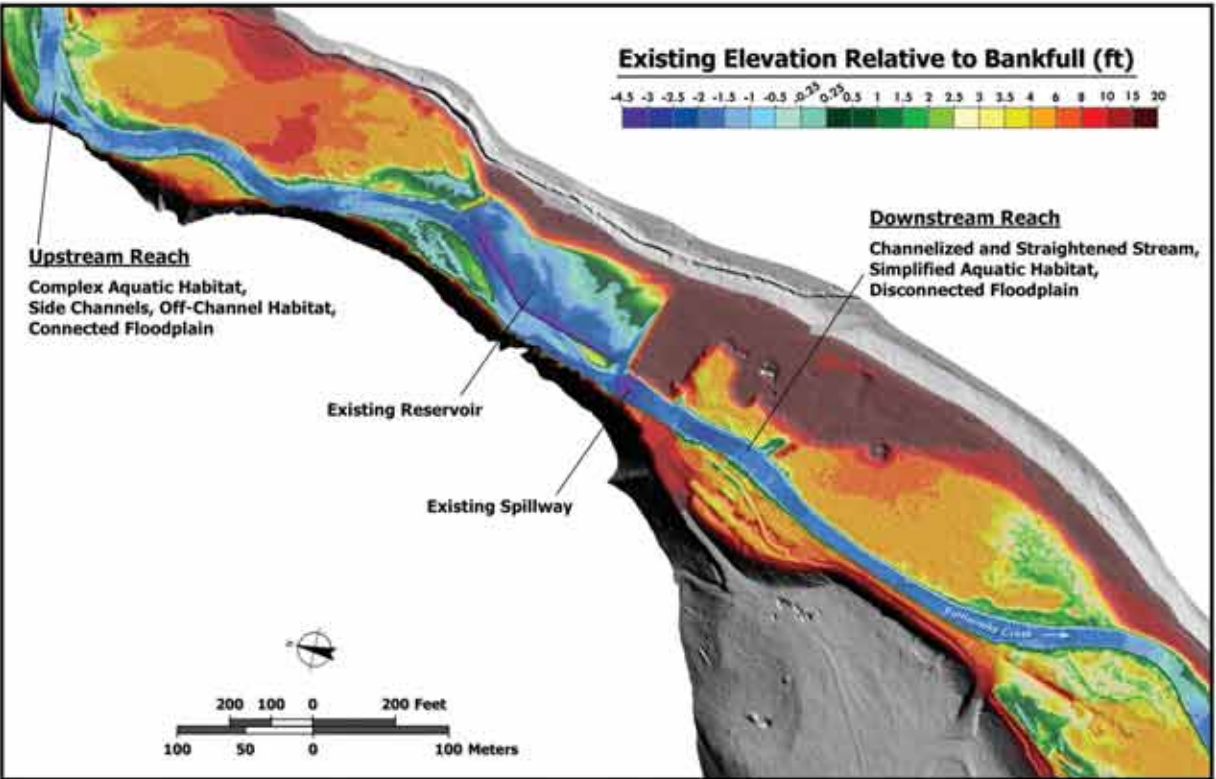 Existing Elevation Relative to Bankfull (ft)
-4.5 -3 -2.5 -2 -1.5 -1 -0.5 -0.25 0.25 0.5 1 1.5 2 2.5 3 3.5 4 6 8 10 15 20
Downstream Reach
Channelized and Straightened Stream,
Simplified Aquatic Habitat,
Disconnected Floodplain
Upstream Reach
Complex Aquatic Habitat,
Side Channels, Off-Channel Habitat,
Connected Floodplain
Existing Reservoir
Existing Spillway
Creek
200 100 0 200 Feet
100 50 0 100 Meters